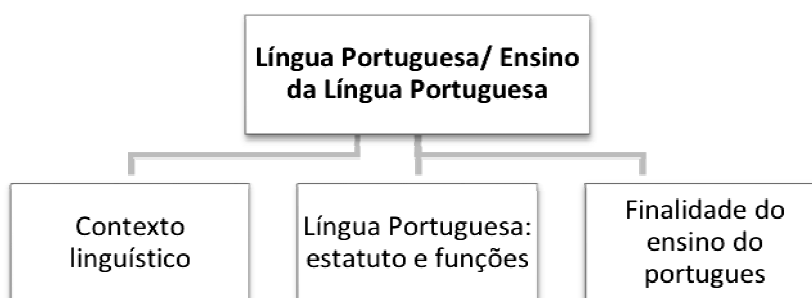 Língua Portuguesa/ Ensino
da Língua Portuguesa
Contexto
linguístico
Língua Portuguesa:
estatuto e funções
Finalidade do
ensino do
portugues